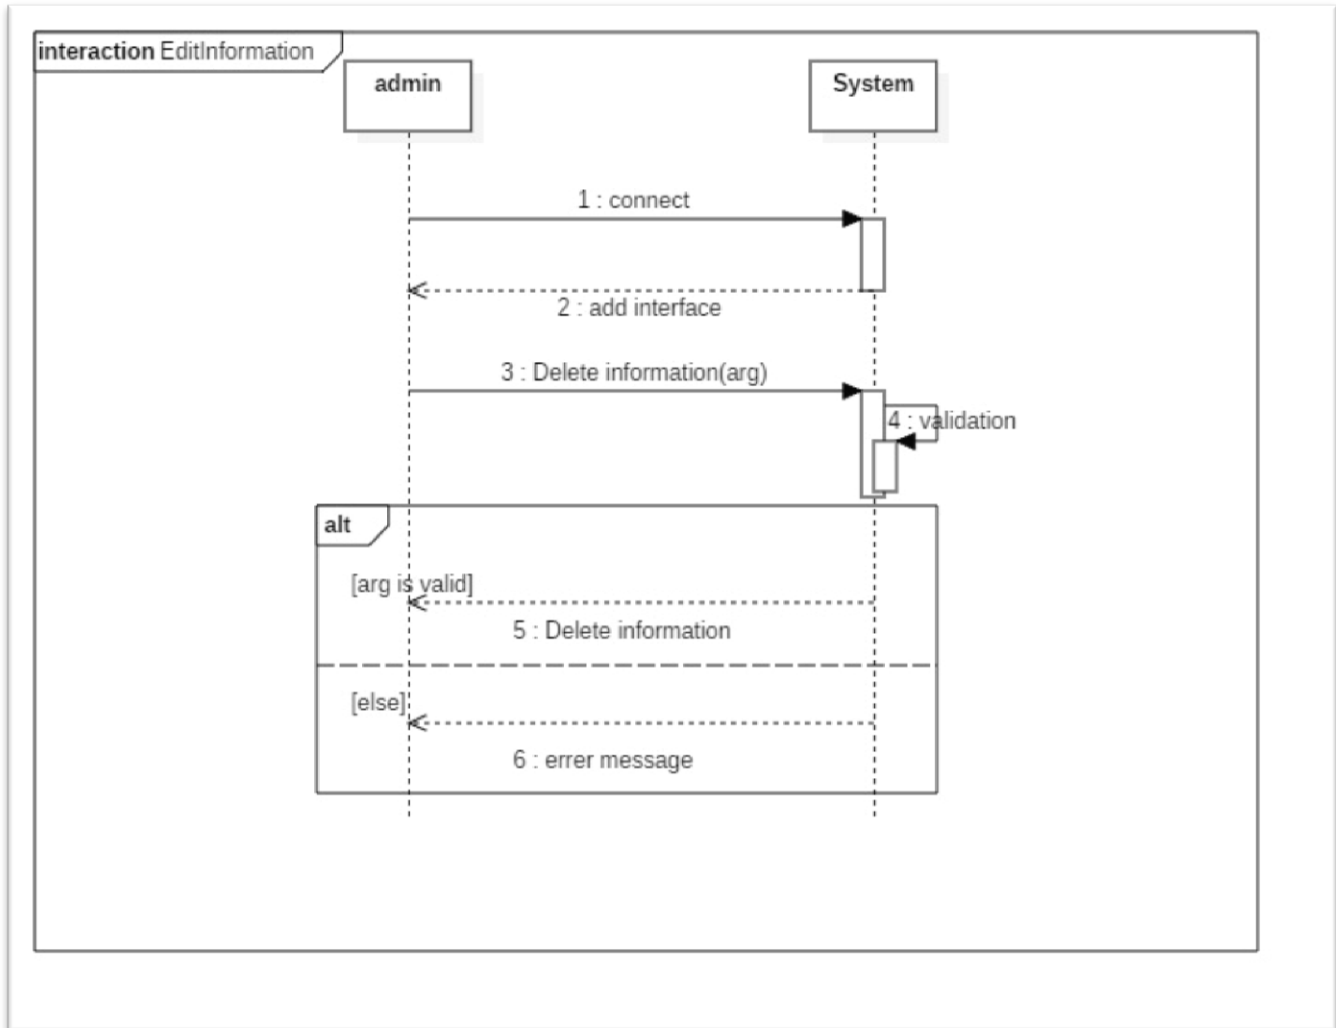 interaction EditInformation
admin
System
1 : connect
2 : add interface
3 : Delete information(arg)
4 : validation
alt
[arg is valid]
5 : Delete information
[else]
6 : errer message